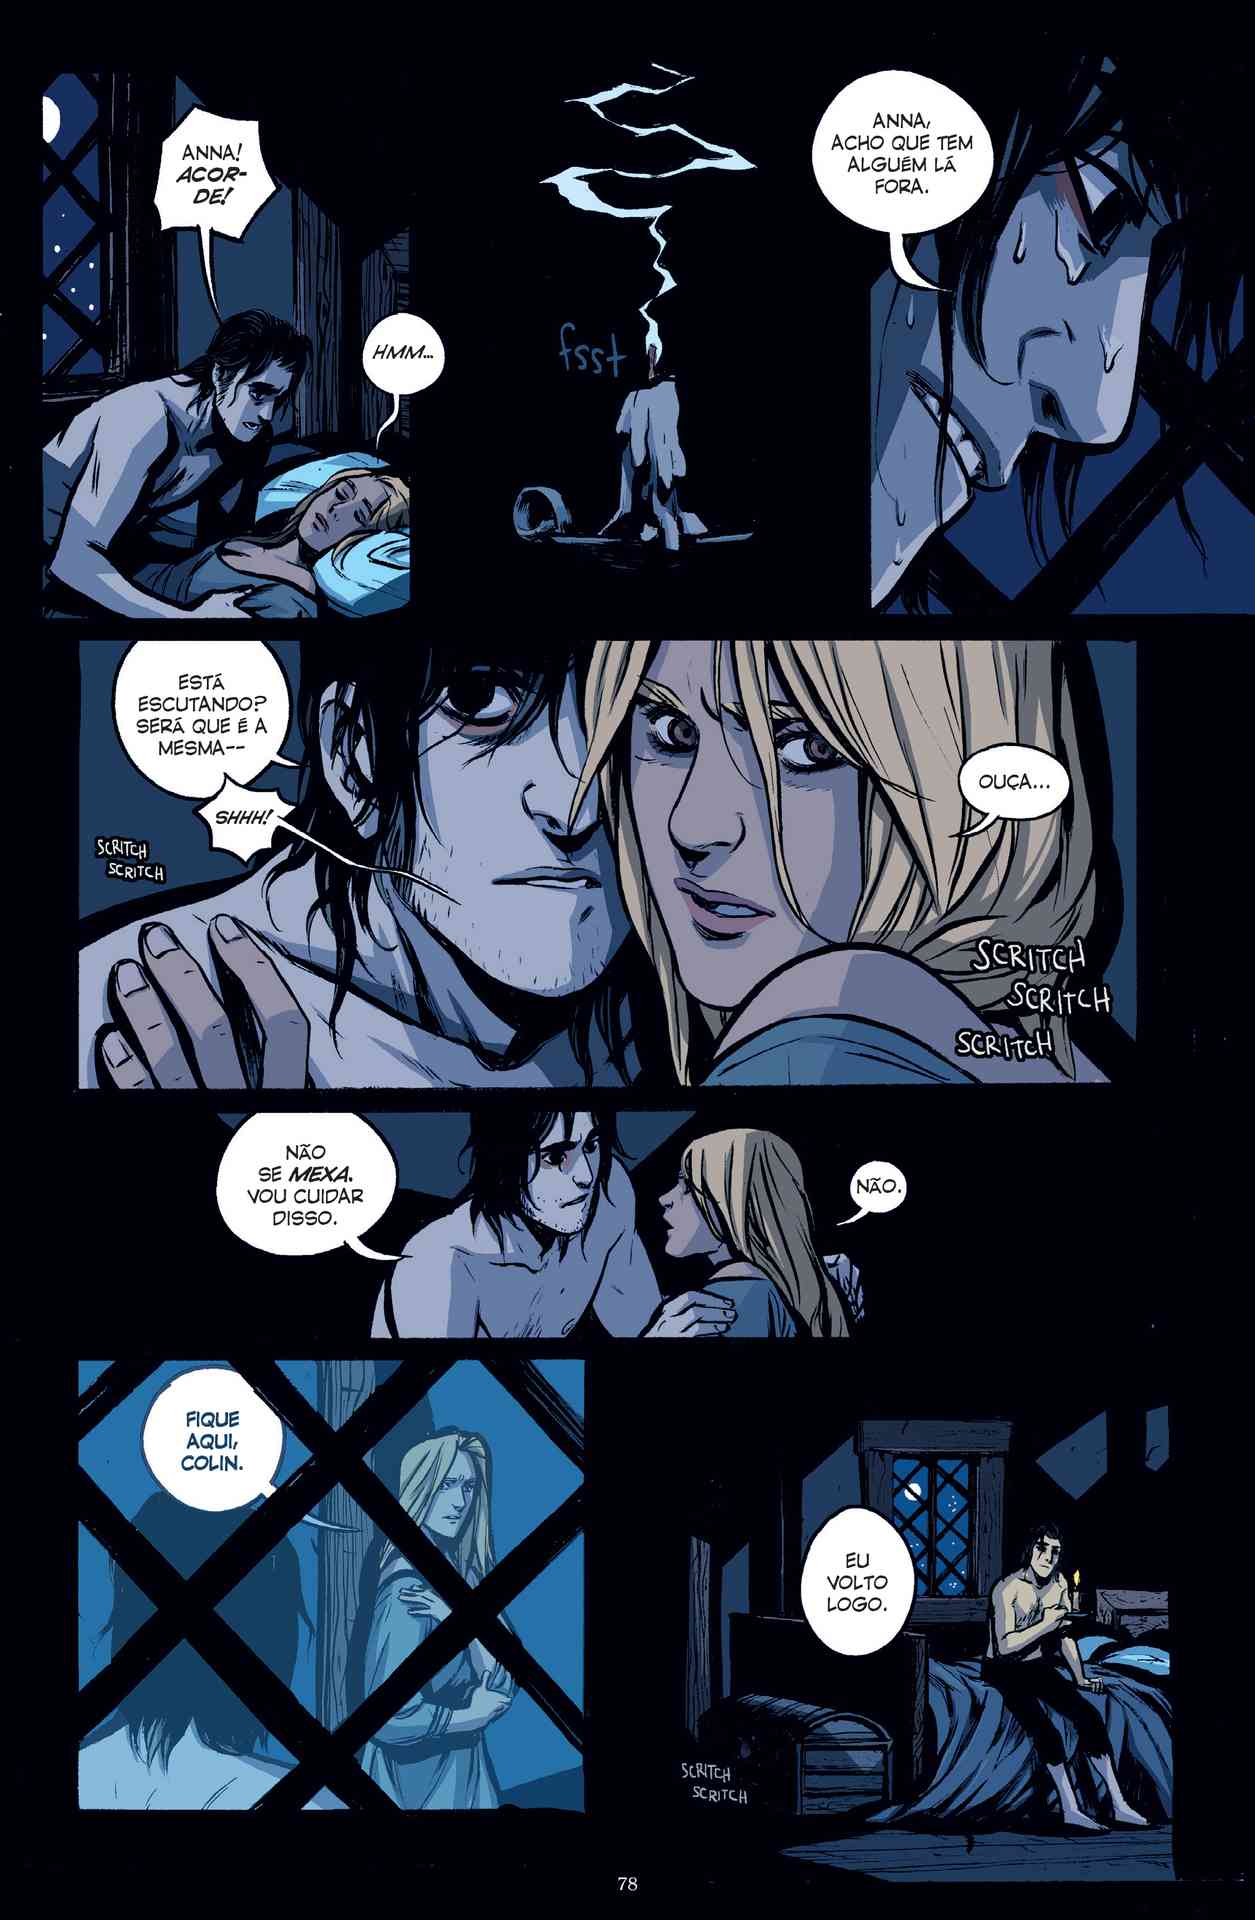 ANNA!
ACOR-
DE!
HMM...
fsst
ANNA,
ACHO QUE TEM
ALGUÉM LÁ
FORA.
ESTÁ
ESCUTANDO?
SERÁ QUE É A
MESMA--
SHHH!
SCRITCH
SCRITCH
OUÇA...
SCRITCH
SCRITCH
SCRITCH
NÃO
SE MEXA.
VOU CUIDAR
DISSO.
NÃO.
FIQUE
AQUI,
COLIN.
EU
VOLTO
LOGO.
SCRITCH
SCRITCH
78